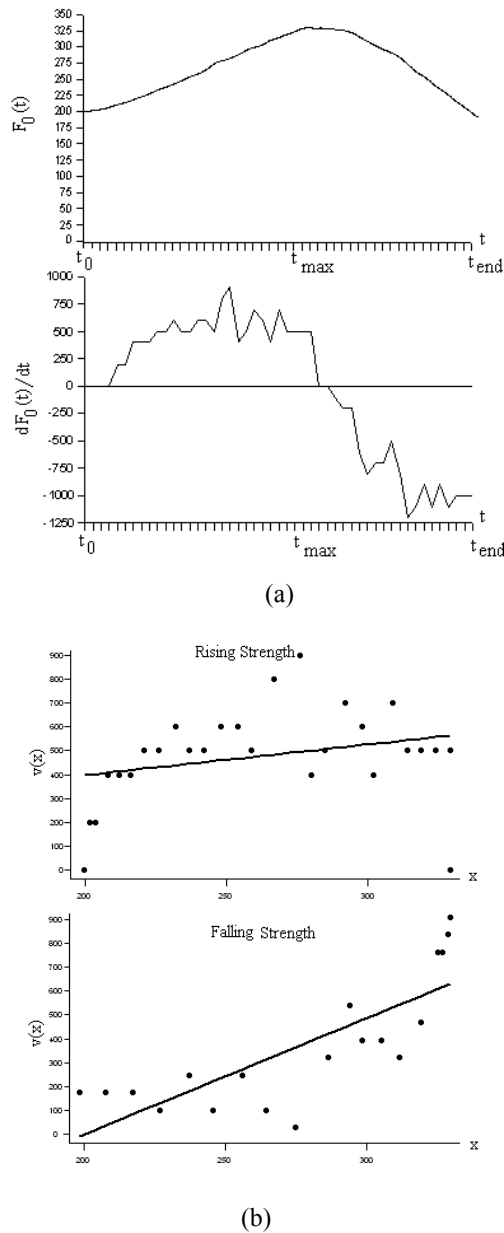 350
325
300
275
250
225
200
175
150
125
100
75
50
25
0
F0(t)
t
t0
tmax
tend
1000
750
500
250
0
-250
-500
-750
-1000
-1250
dF0(t)/dt
t
t0
tmax
tend
(a)
Rising Strength
900
800
700
600
500
400
300
200
100
0
v(x)
200
250
300
x
Falling Strength
900
800
700
600
500
400
300
200
100
0
v(x)
200
250
300
x
(b)